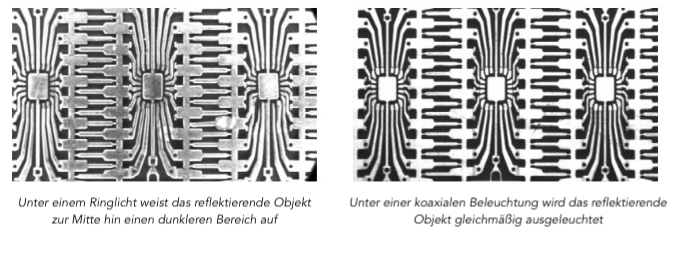 Unter einem Ringlicht weist das reflektierende Objekt
zur Mitte hin einen dunkleren Bereich auf
Unter einer koaxialen Beleuchtung wird das reflektierende
Objekt gleichmäßig ausgeleuchtet